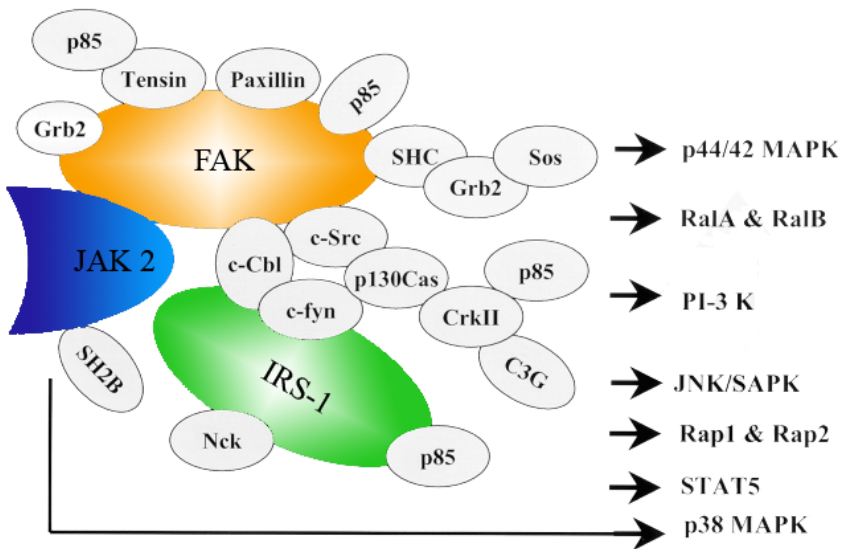 p85
Tensin
Paxillin
p85
Grb2
FAK
SHC
Sos
Grb2
p44/42 MAPK
RalA & RalB
JAK 2
c-Cbl
c-Src
p130Cas
p85
c-fyn
CrkII
PI-3 K
SH2B
IRS-1
C3G
JNK/SAPK
Nck
p85
Rap1 & Rap2
STAT5
p38 MAPK